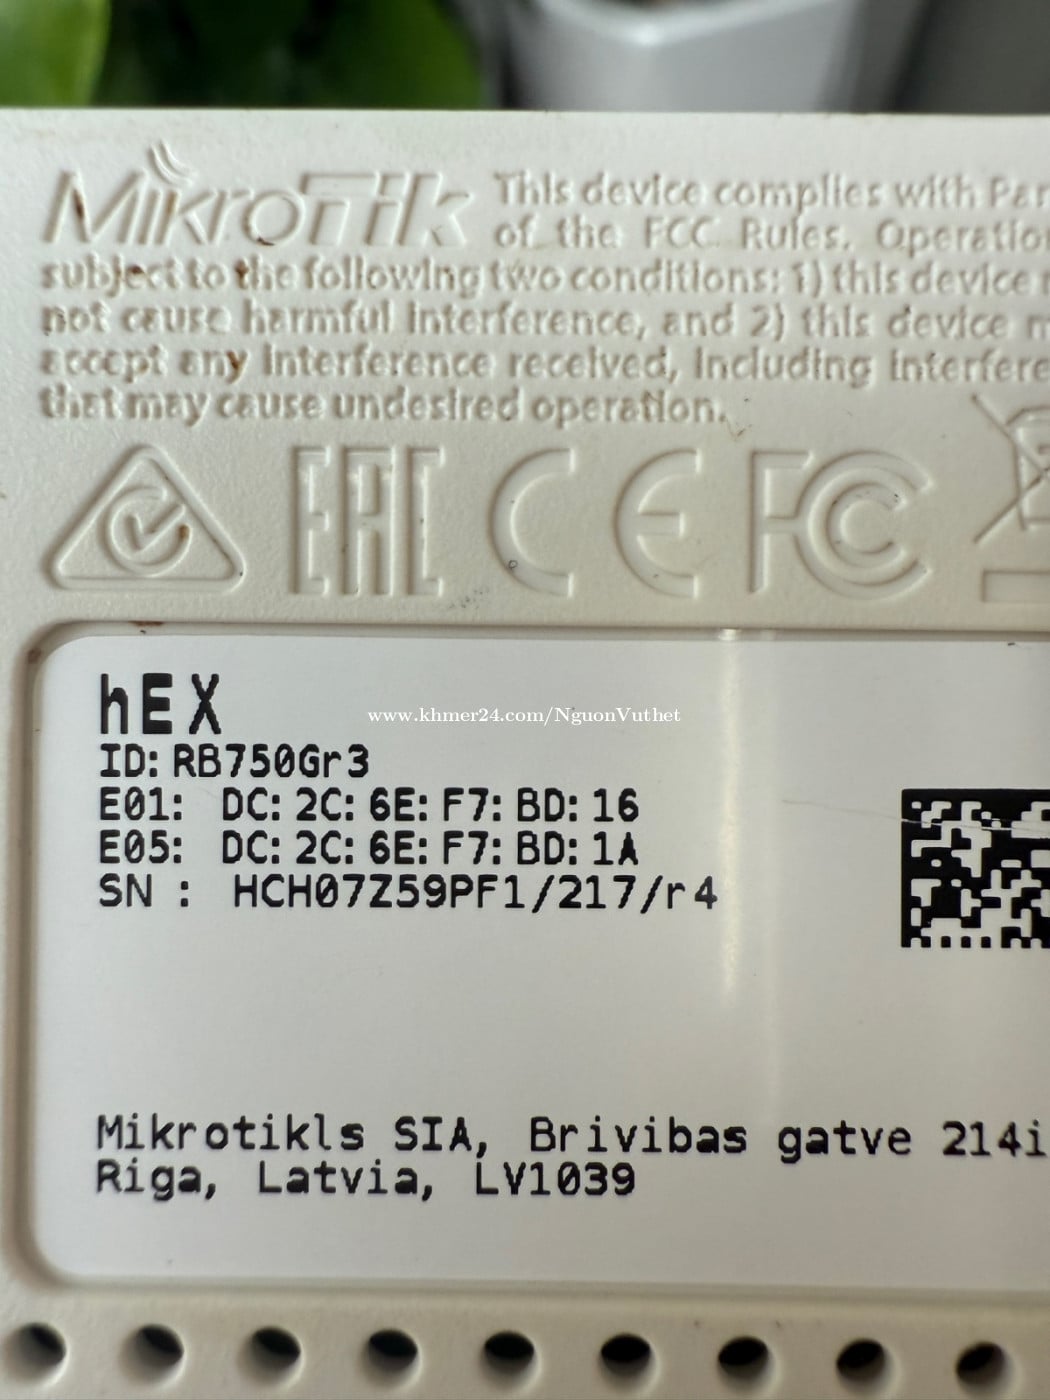 MikroTik This device complies with Par
of the FCC Rules. Operation
subject to the following two conditions: 1) this device
not cause harmful interference, and 2) this device
accept any interference received, including interfere
that may cause undesired operation.
EAC CE FC
hEX
www.khmer24.com/NguonVuthet
ID: RB750Gr3
E01: DC: 2C: 6E: F7: BD: 16
E05: DC: 2C: 6E: F7: BD: 1A
SN : HCH07Z59PF1/217/r4
Mikrotikls SIA, Brivibas gatve 214i
Riga, Latvia, LV1039